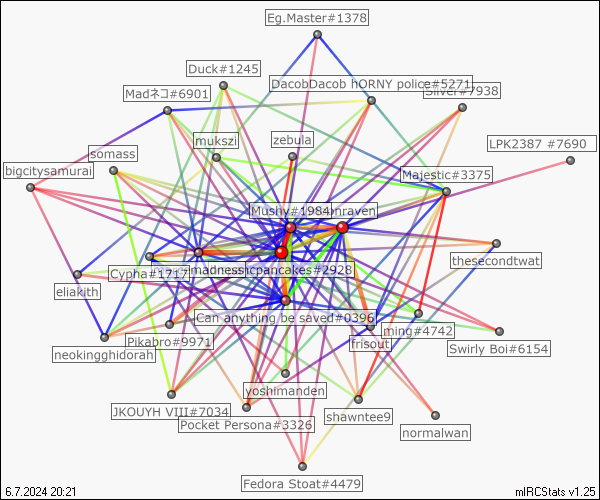 Eg.Master#1378
Duck#1245
DacobDacob hORNY police#5271
Silver#7938
Madネコ#6901
mukszi
zebula
LPK2387 #7690
somass
bigcitysamurai
Majestic#3375
Mushy#1984
nraven
thesecondtwat
Cypha#1717
imadness
hcpancakes#2928
eliakith
Can anything be saved#0396
ming#4742
Pikabro#9971
frisout
Swirly Boi#6154
neokingghidorah
yoshimanden
JKOUYH VIII#7034
Pocket Persona#3326
shawntee9
normalwan
Fedora Stoat#4479
6.7.2024 20:21
mIRCStats v1.25